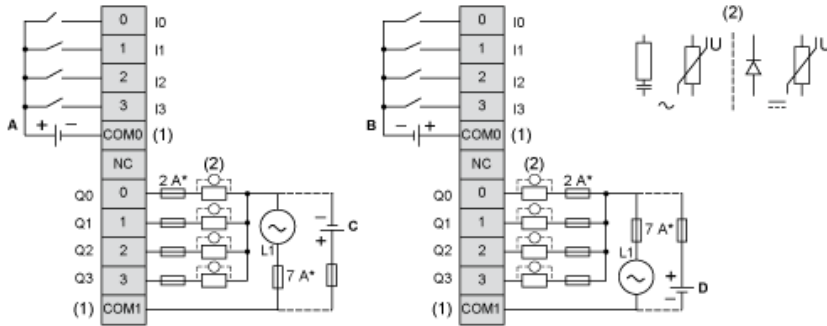 0 I0
1 I1
2 I2
3 I3
A + − COM0 (1)
NC
(2)
Q0 0 2 A*
Q1 1
Q2 2
Q3 3
(1) COM1
L1
7 A*
−
+
C
0 I0
1 I1
2 I2
3 I3
B − + COM0 (1)
NC
(2)
Q0 0 2 A*
Q1 1
Q2 2
Q3 3
(1) COM1
7 A*
L1
+
−
D
(2)
U
U